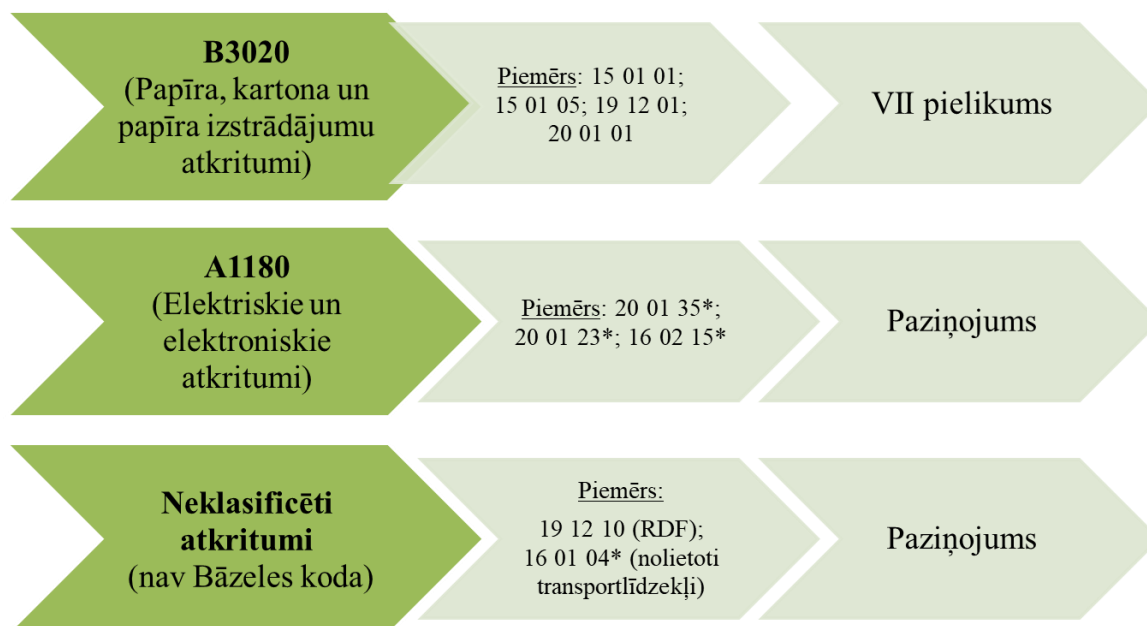 B3020
(Papīra, kartona un
papīra izstrādājumu
atkritumi)
Piemērs: 15 01 01;
15 01 05; 19 12 01;
20 01 01
VII pielikums
A1180
(Elektriskie un
elektroniskie
atkritumi)
Piemērs: 20 01 35*;
20 01 23*; 16 02 15*
Paziņojums
Neklasificēti
atkritumi
(nav Bāzeles koda)
Piemērs:
19 12 10 (RDF);
16 01 04* (nolietoti
transportlīdzekļi)
Paziņojums